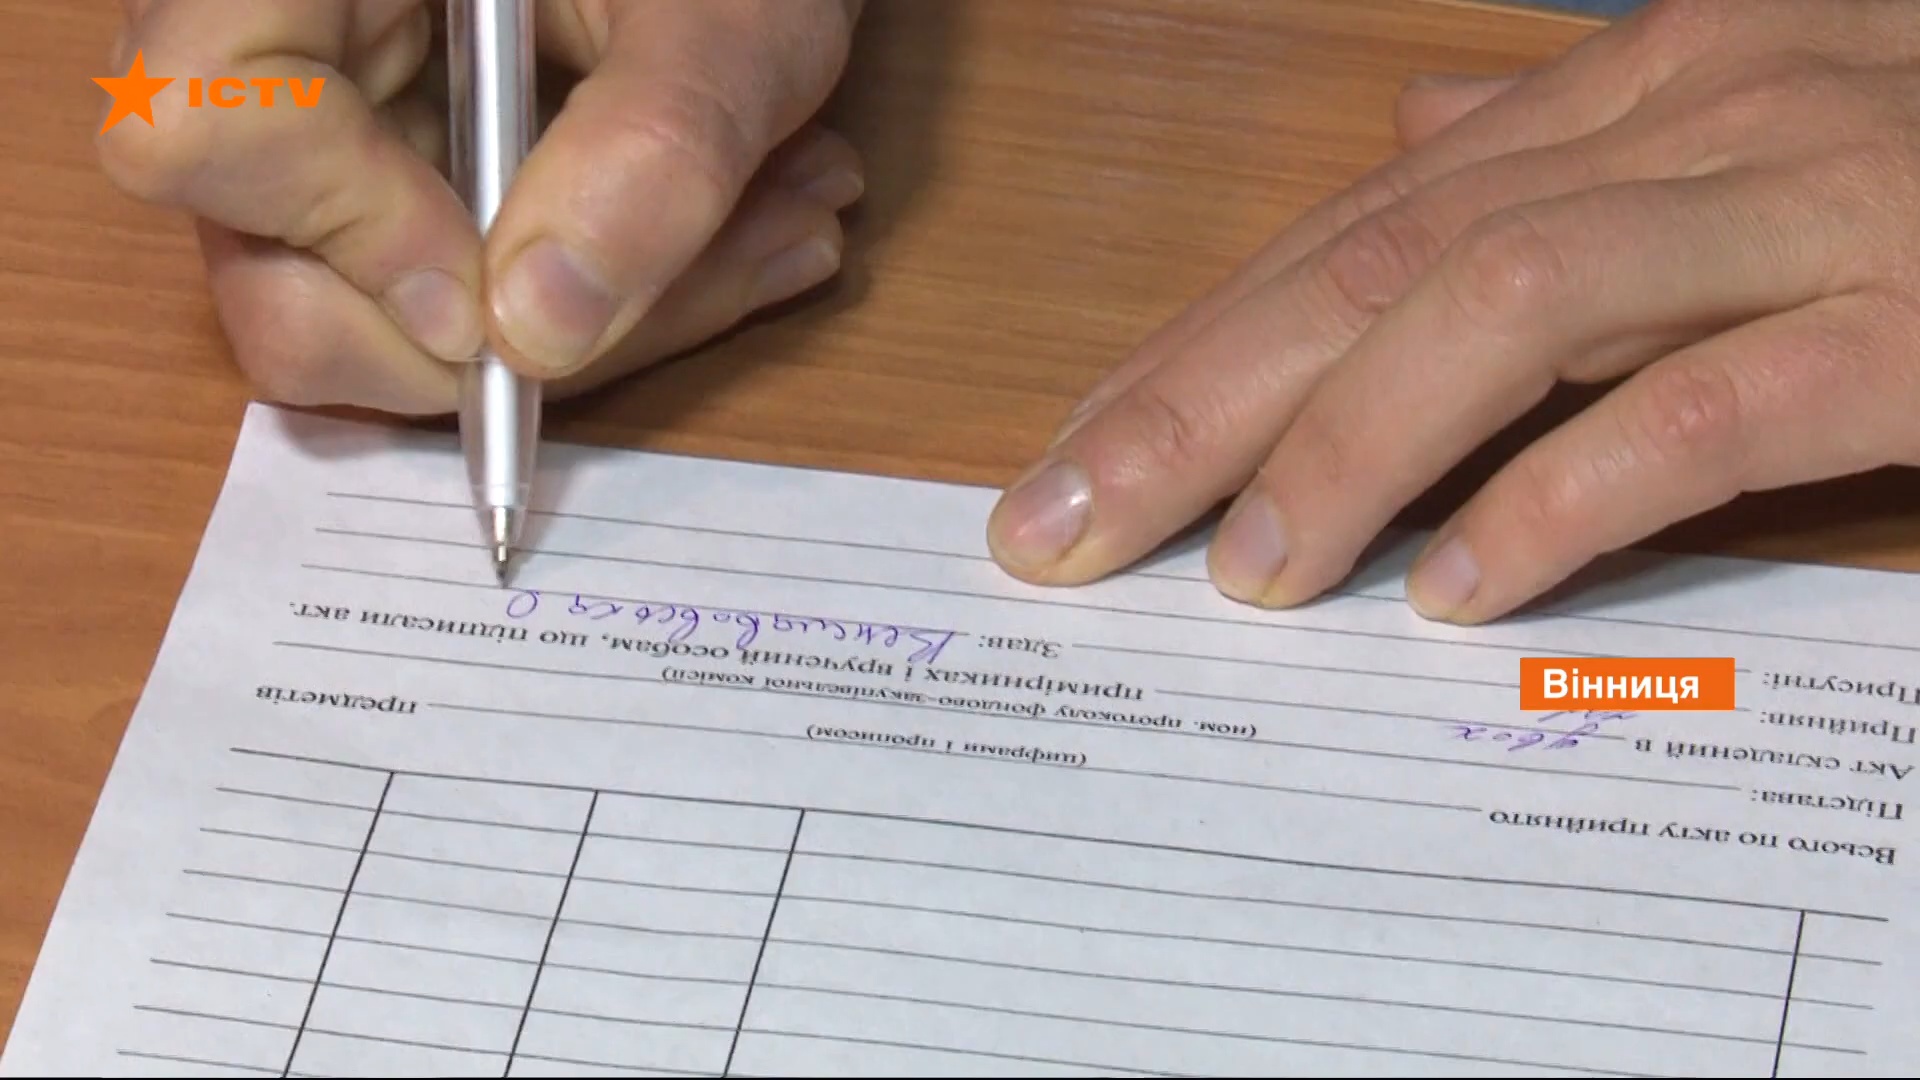 ICTV
Вінниця
Всього по акту прийнято
(цифрами і прописом) предметів
Підстава:
(ном. протоколу фондово-закупівельної комісії)
Акт складений в двох примірниках і вручений особам, що підписали акт.
Прийняв: Здав:
Присутні: